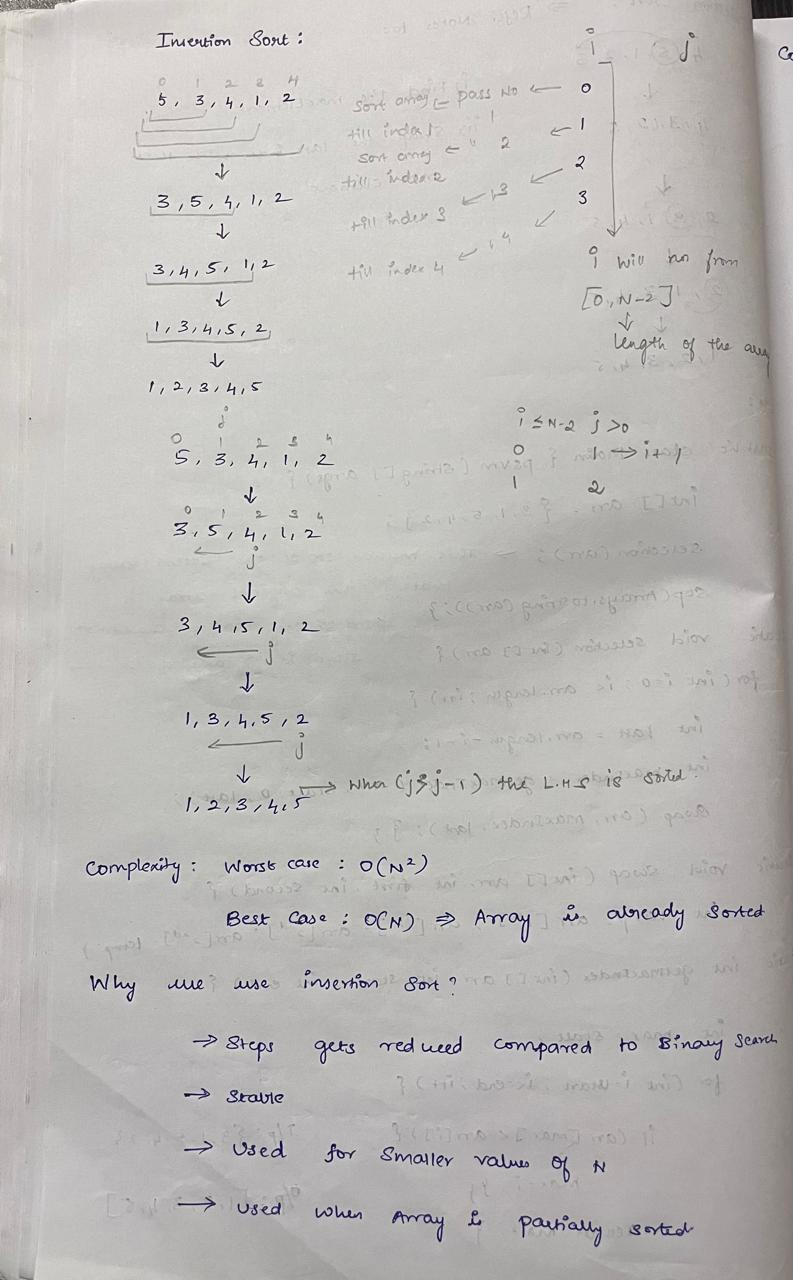 Insertion Sort :
i j
0 1 2 3 4
5, 3, 4, 1, 2
sort array ← pass No ← 0
till index 1 1
← 1
sort array ← " 2
till index 2
2
3
till index 3 ← " 3 ←
till index 4 ← " 4 ←
↓
3, 5, 4, 1, 2
↓
3, 4, 5, 1, 2
↓
1, 3, 4, 5, 2
↓
1, 2, 3, 4, 5
i will run from
[0, N-2]
↓
length of the array
j
0 1 2 3 4
5, 3, 4, 1, 2
i ≤ N-2 j > 0
0 1 → i+1
1 2
↓
0 1 2 3 4
3, 5, 4, 1, 2
← j
↓
3, 4, 5, 1, 2
← j
↓
1, 3, 4, 5, 2
← j
↓
1, 2, 3, 4, 5
→ When (j > j-1) the L.H.S is sorted.
Complexity : Worst case : O(N²)
Best Case : O(N) ⇒ Array is already sorted
Why we use insertion Sort ?
→ Steps gets reduced compared to Binary Search
→ Stable
→ Used for Smaller values of N
→ used when Array is partially sorted.